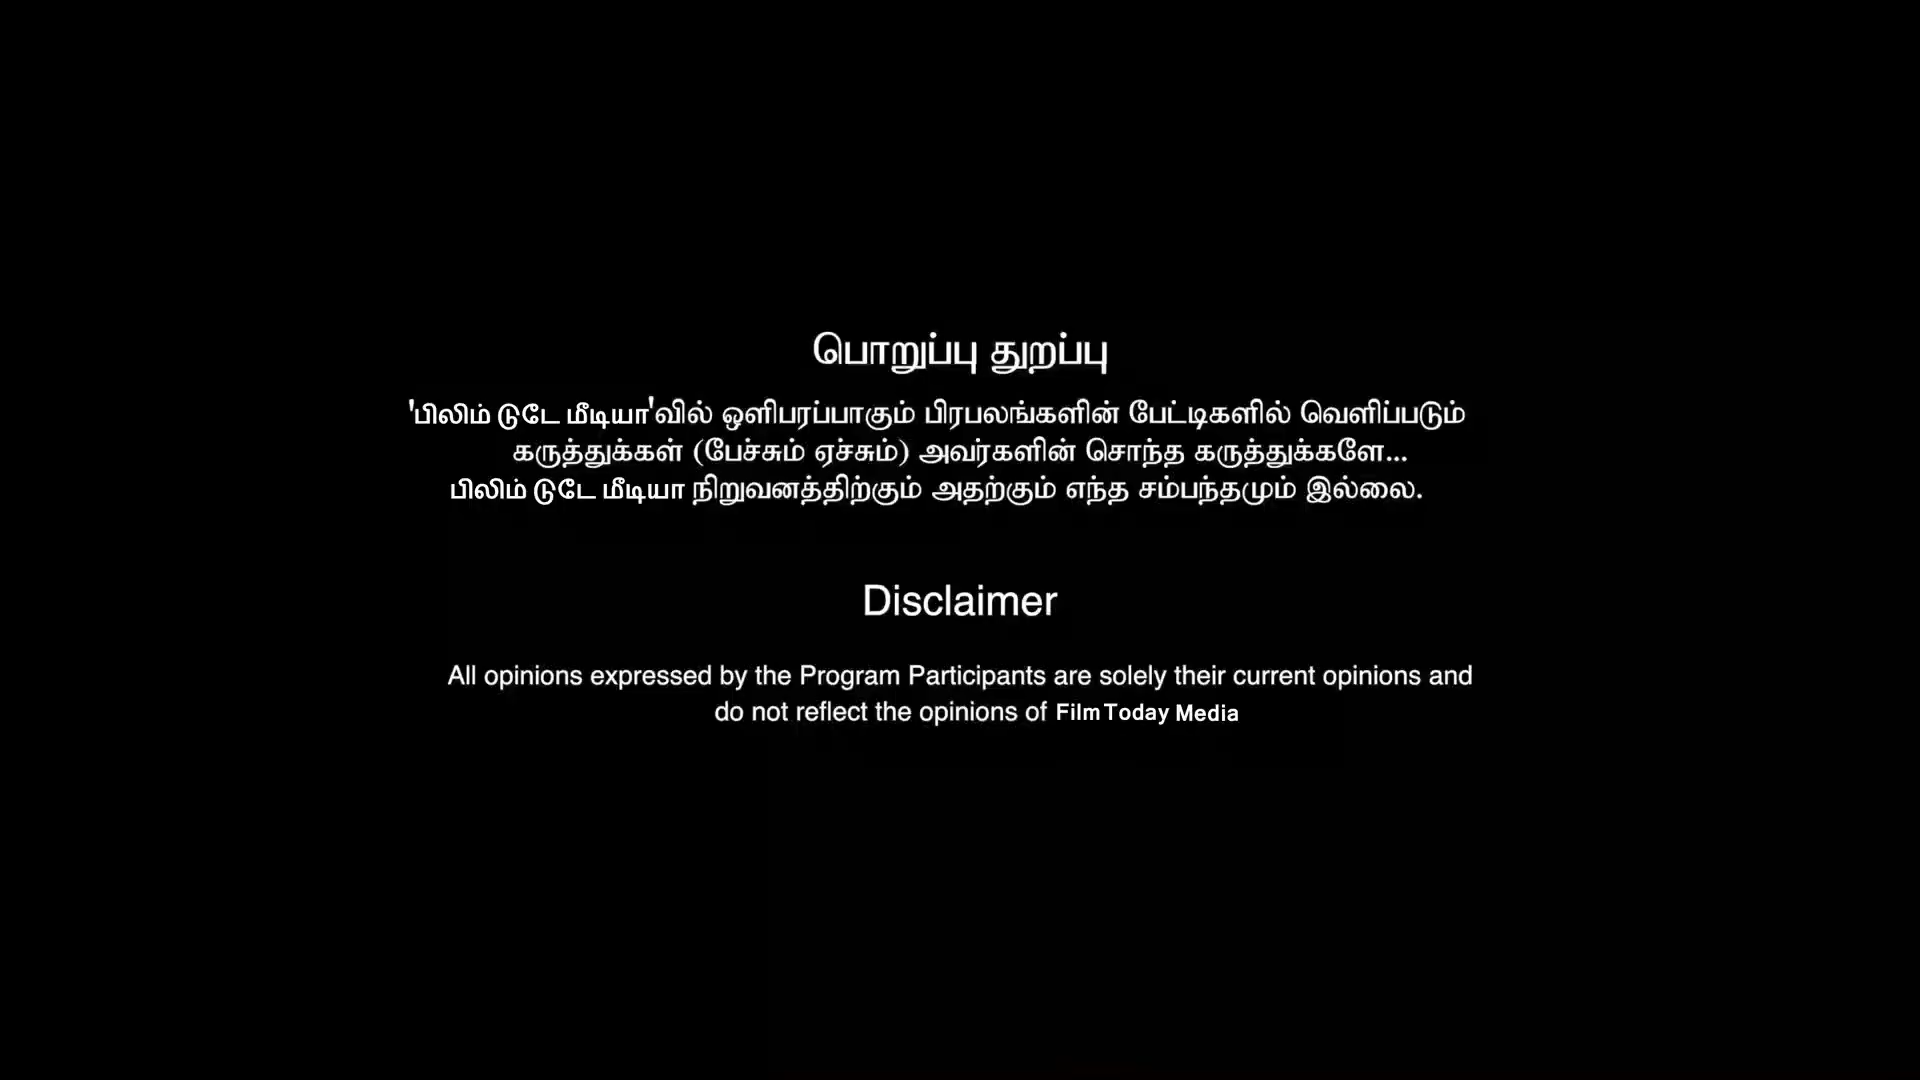 பொறுப்பு துறப்பு
'பிலிம் டுடே மீடியா'வில் ஒளிபரப்பாகும் பிரபலங்களின் பேட்டிகளில் வெளிப்படும்
கருத்துக்கள் (பேச்சும் ஏச்சும்) அவர்களின் சொந்த கருத்துக்களே...
பிலிம் டுடே மீடியா நிறுவனத்திற்கும் அதற்கும் எந்த சம்பந்தமும் இல்லை.
Disclaimer
All opinions expressed by the Program Participants are solely their current opinions and
do not reflect the opinions of Film Today Media